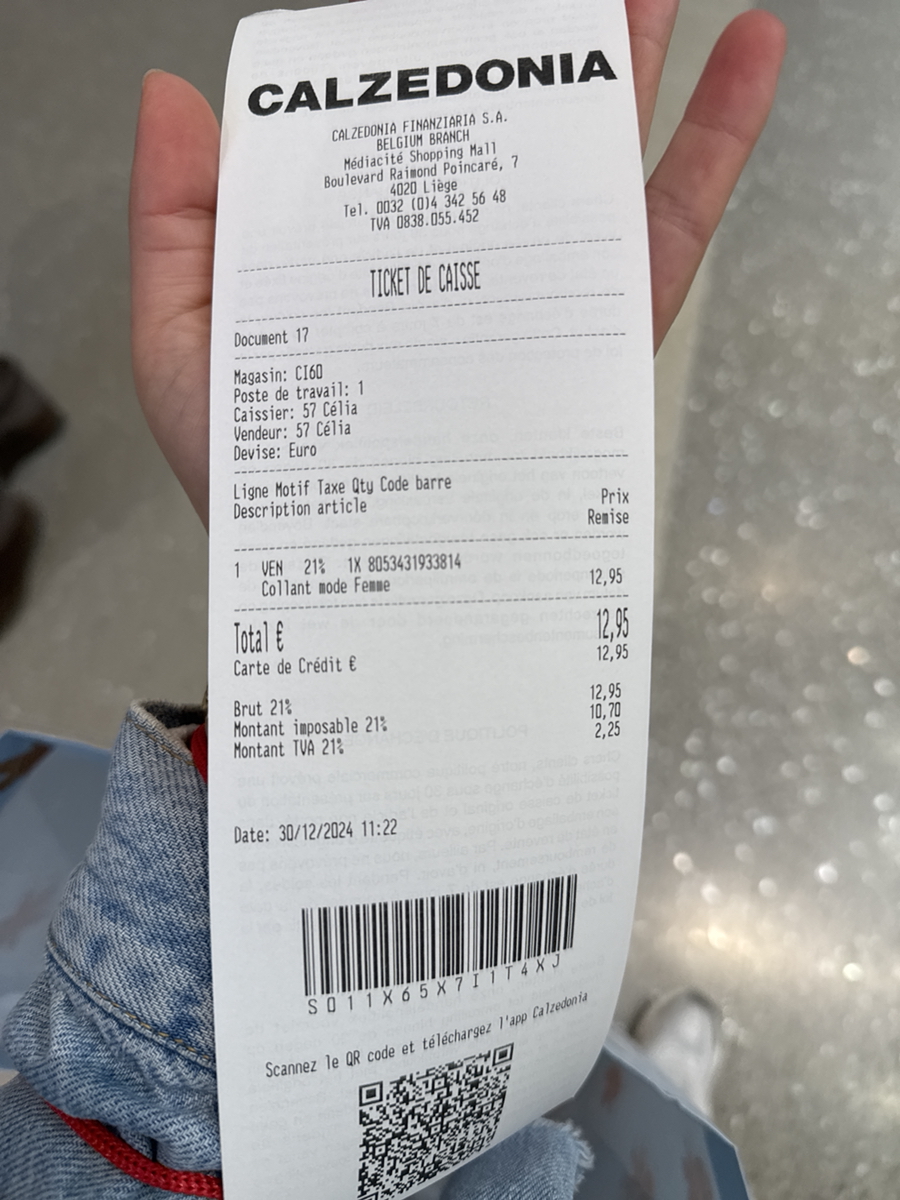 CALZEDONIA
CALZEDONIA FINANZIARIA S.A.
BELGIUM BRANCH
Médiacité Shopping Mall
Boulevard Raimond Poincaré, 7
4020 Liège
Tel. 0032 (0)4 342 56 48
TVA 0838.055.452
TICKET DE CAISSE
Document 17
Magasin: CI60
Poste de travail: 1
Caissier: 57 Célia
Vendeur: 57 Célia
Devise: Euro
Ligne Motif Taxe Qty Code barre
Description article Prix
Remise
1 VEN 21% 1X 8053431933814
Collant mode Femme 12,95
Total € 12,95
Carte de Crédit € 12,95
Brut 21% 12,95
Montant imposable 21% 10,70
Montant TVA 21% 2,25
Date: 30/12/2024 11:22
S011X65X7I1T4XJ
Scannez le QR code et téléchargez l'app Calzedonia